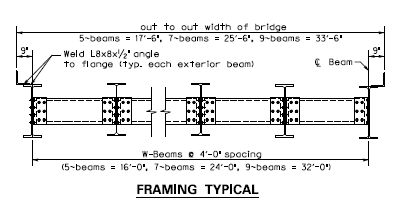 out to out width of bridge
5~beams = 17'-6", 7~beams = 25'-6", 9~beams = 33'-6"
9"
9"
Weld L8x8x1/2" angle
to flange (typ. each exterior beam)
℄ Beam
W-Beams @ 4'-0" spacing
(5~beams = 16'-0", 7~beams = 24'-0", 9~beams = 32'-0")
FRAMING TYPICAL